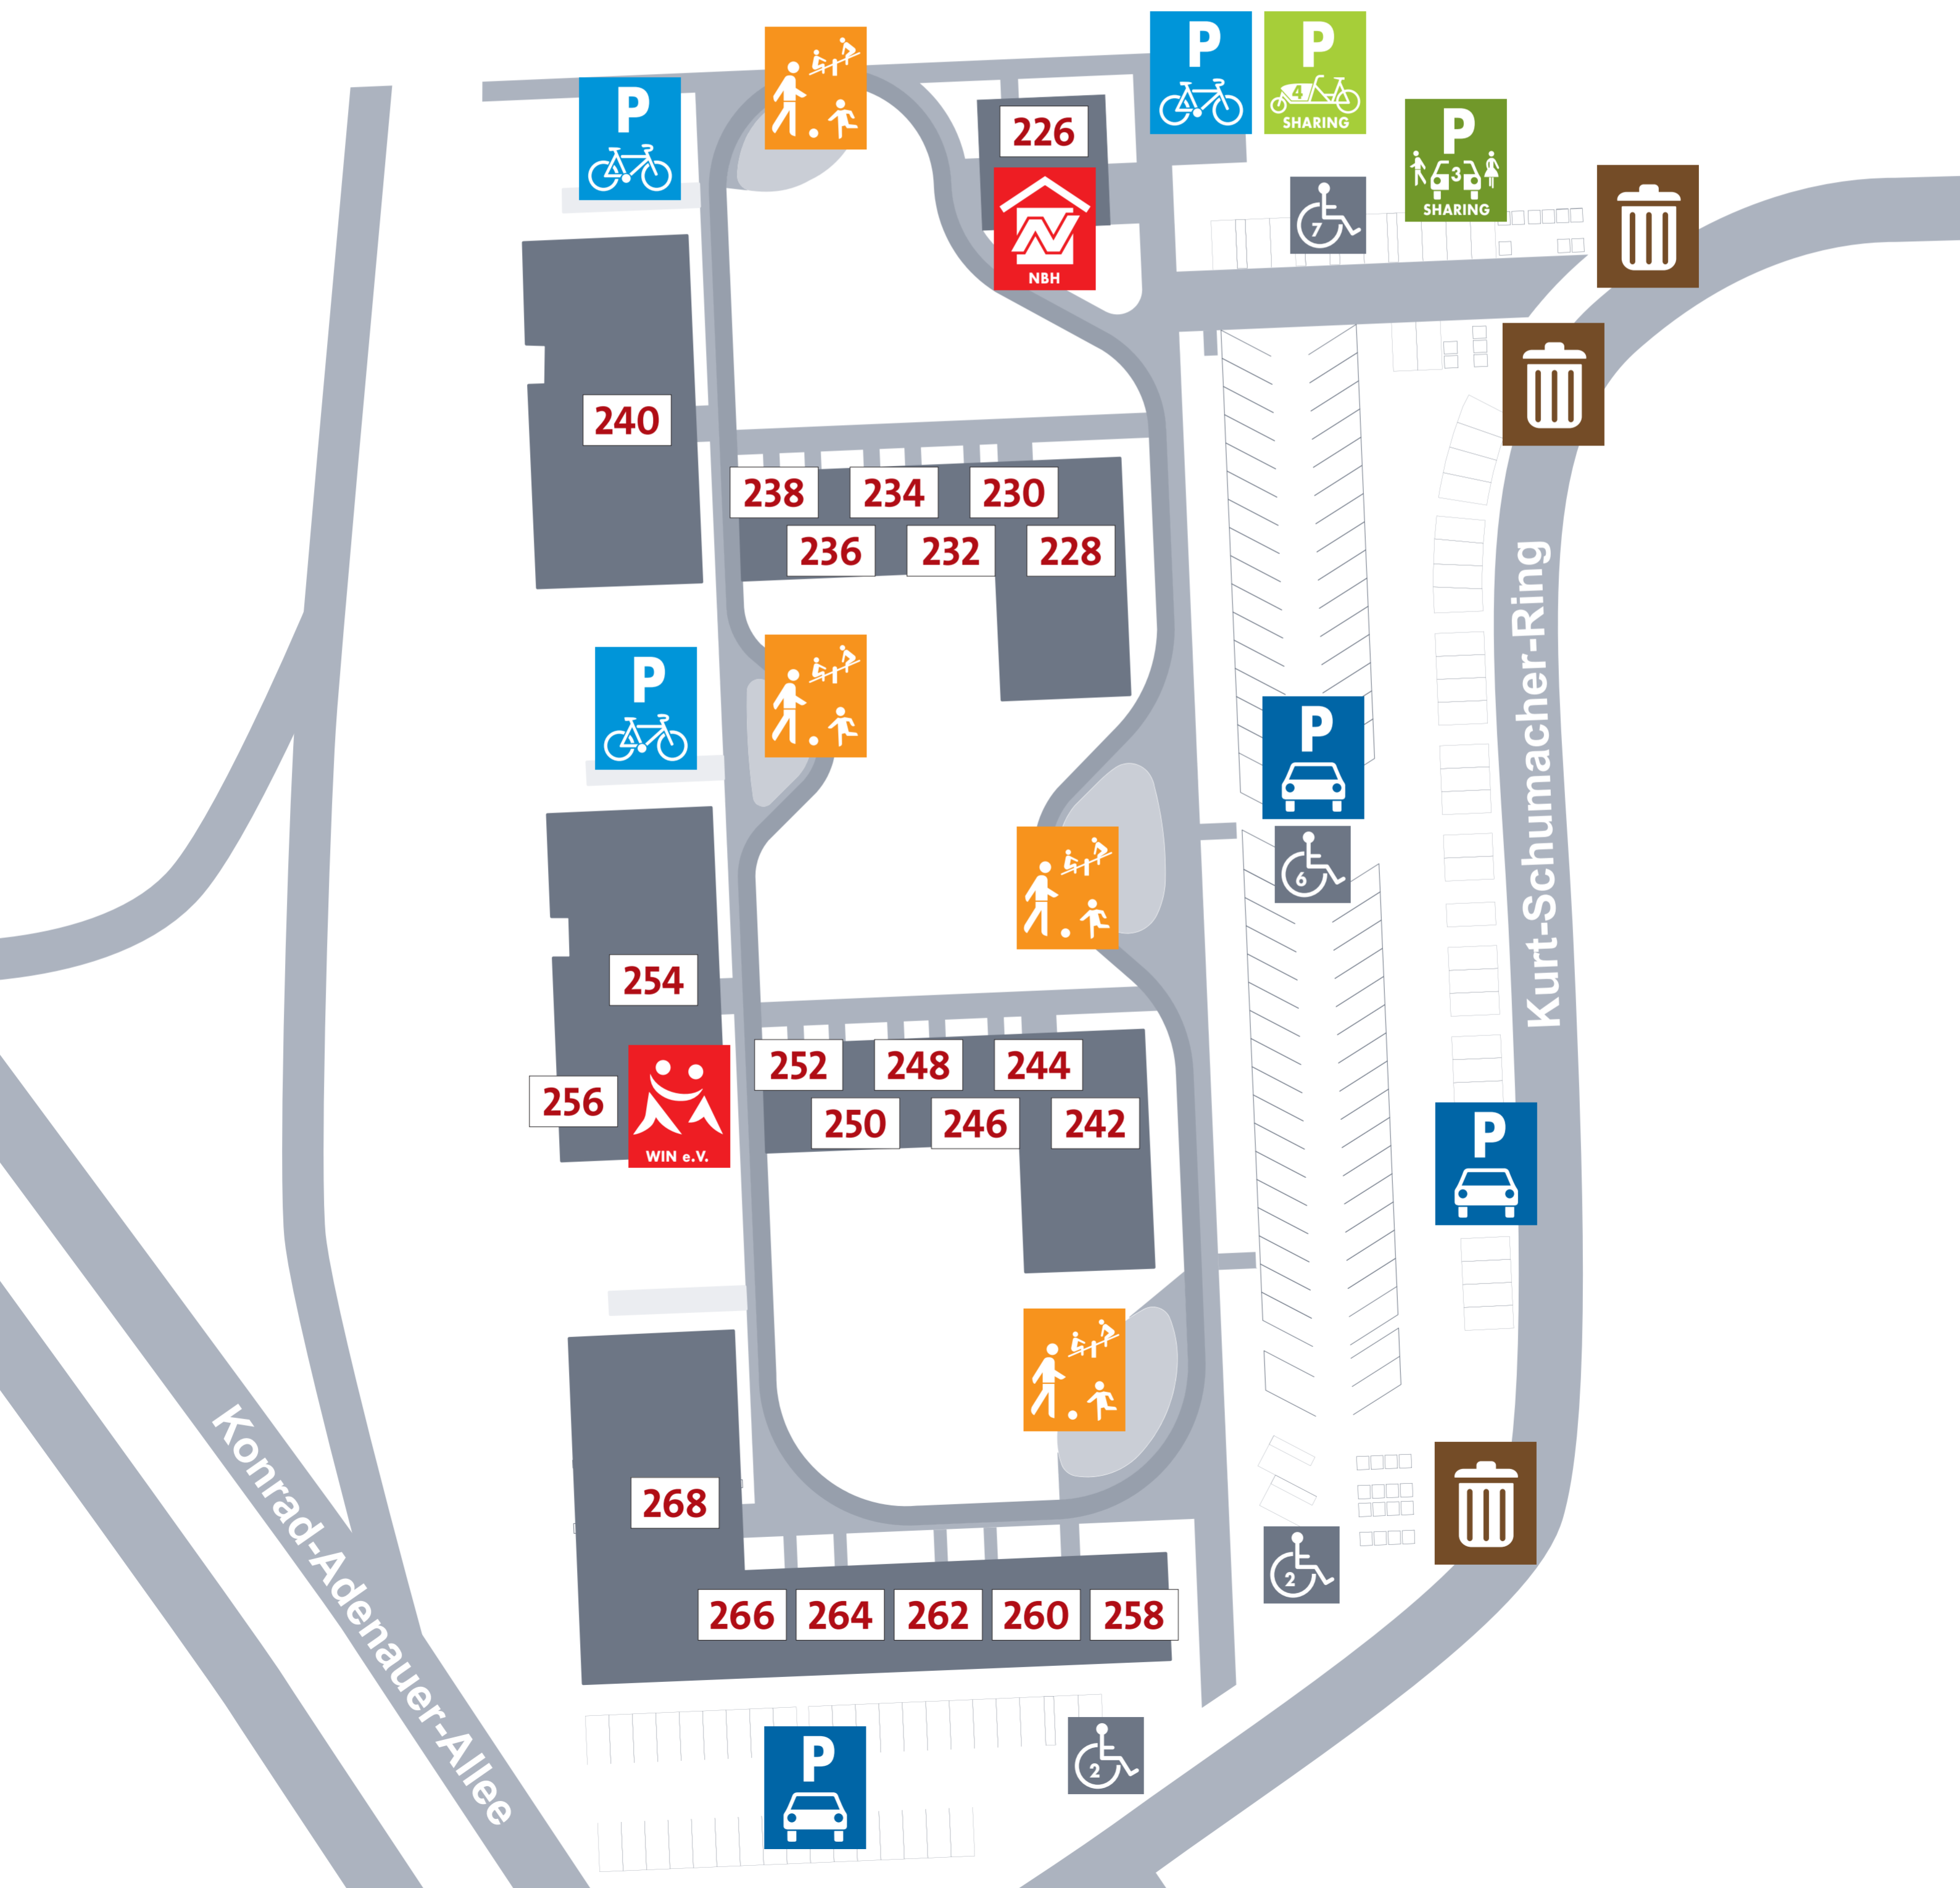 P
P
4
SHARING
P
3
SHARING
P
226
7
NBH
240
238
234
230
236
232
228
Kurt-Schumacher-Ring
P
P
6
254
252
248
244
256
250
246
242
WIN e.V.
P
Konrad-Adenauer-Allee
268
2
266
264
262
260
258
2
P